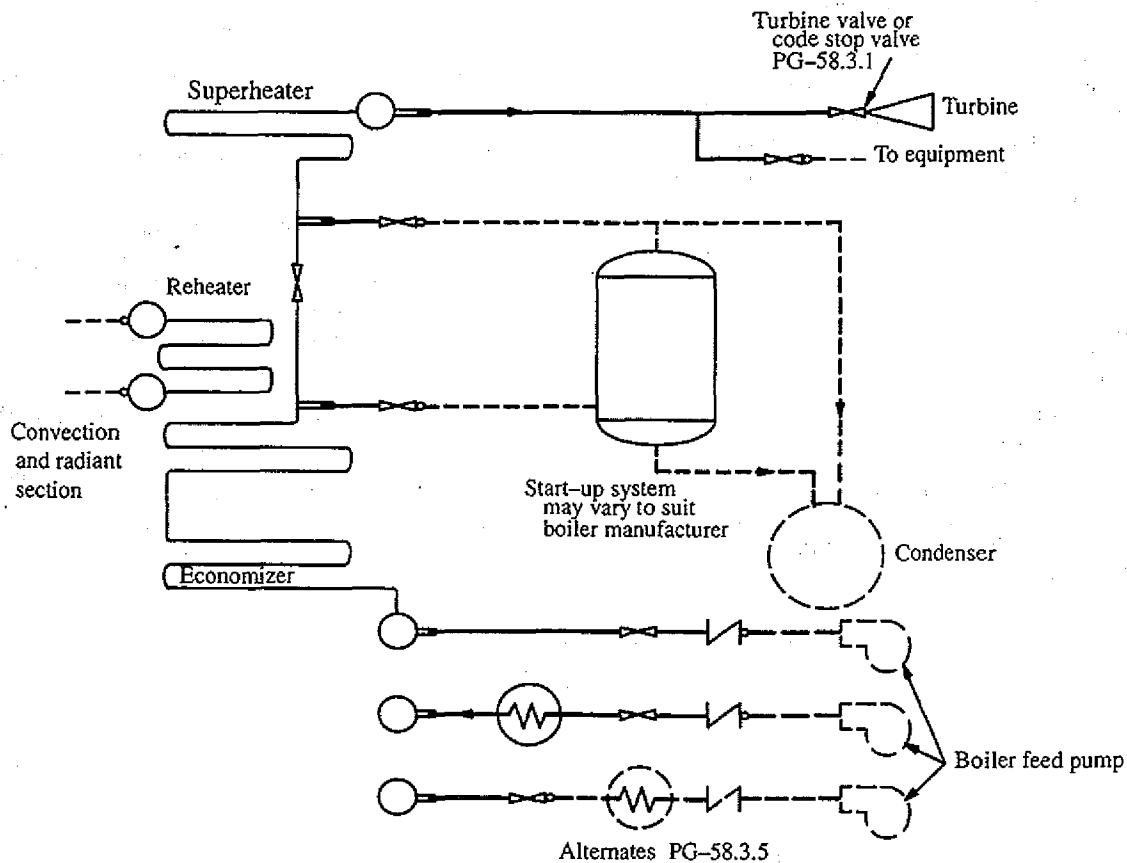 Turbine valve or
code stop valve
PG–58.3.1
Superheater
Turbine
To equipment
Reheater
Convection
and radiant
section
Start–up system
may vary to suit
boiler manufacturer
Condenser
Economizer
Boiler feed pump
Alternates PG–58.3.5